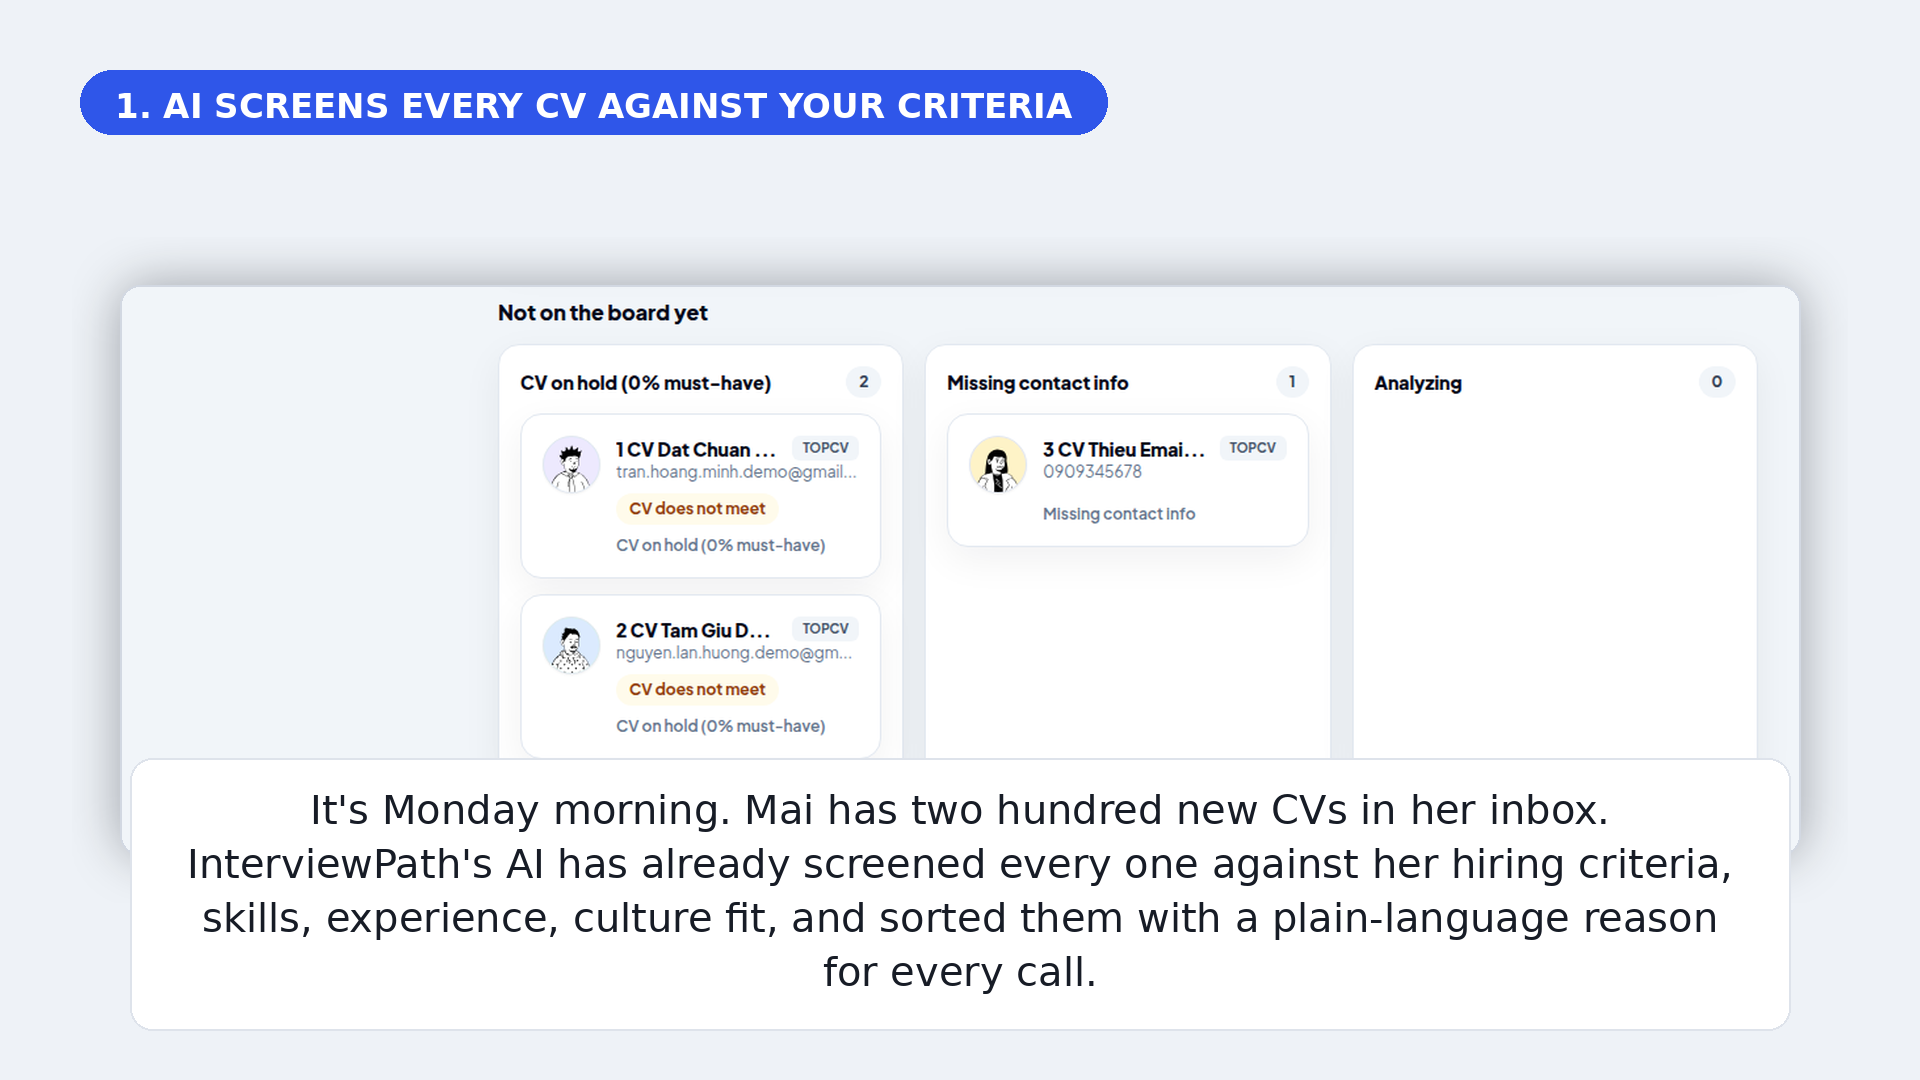 1. AI SCREENS EVERY CV AGAINST YOUR CRITERIA
Not on the board yet
CV on hold (0% must-have) 2
1 CV Dat Chuan ... TOPCV
tran.hoang.minh.demo@gmail...
CV does not meet
CV on hold (0% must-have)
2 CV Tam Giu D... TOPCV
nguyen.lan.huong.demo@gm...
CV does not meet
CV on hold (0% must-have)
Missing contact info 1
3 CV Thieu Emai... TOPCV
0909345678
Missing contact info
Analyzing 0
It's Monday morning. Mai has two hundred new CVs in her inbox.
InterviewPath's AI has already screened every one against her hiring criteria,
skills, experience, culture fit, and sorted them with a plain-language reason
for every call.